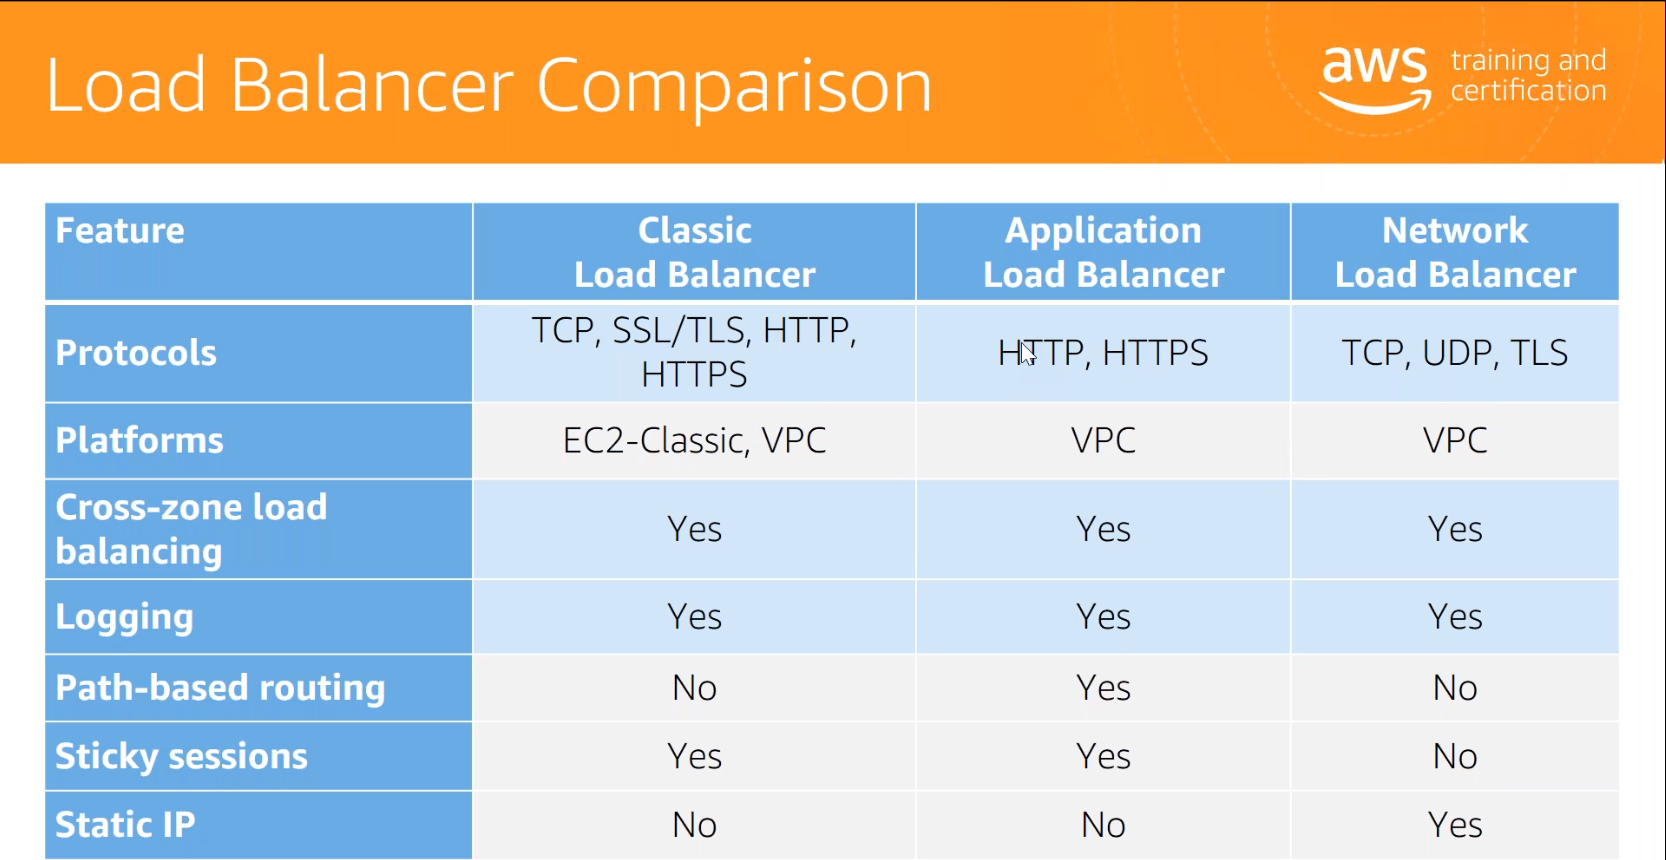 Load Balancer Comparison
aws training and
certification
Feature
Classic
Load Balancer
Application
Load Balancer
Network
Load Balancer
Protocols
TCP, SSL/TLS, HTTP,
HTTPS
HTTP, HTTPS
TCP, UDP, TLS
Platforms
EC2-Classic, VPC
VPC
VPC
Cross-zone load
balancing
Yes
Yes
Yes
Logging
Yes
Yes
Yes
Path-based routing
No
Yes
No
Sticky sessions
Yes
Yes
No
Static IP
No
No
Yes